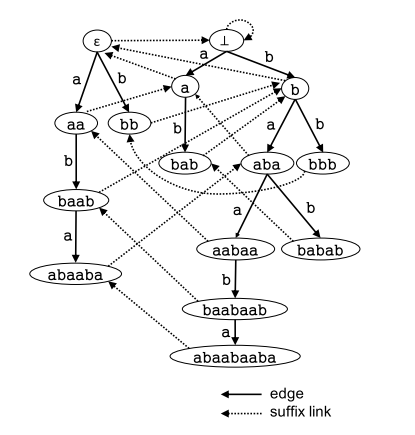 ε ⊥
a b
a b a b
aa bb
b b a b
bab aba bbb
baab
a a b
abaaba aabaa babab
b
baabaab
a
abaabaaba
edge
suffix link